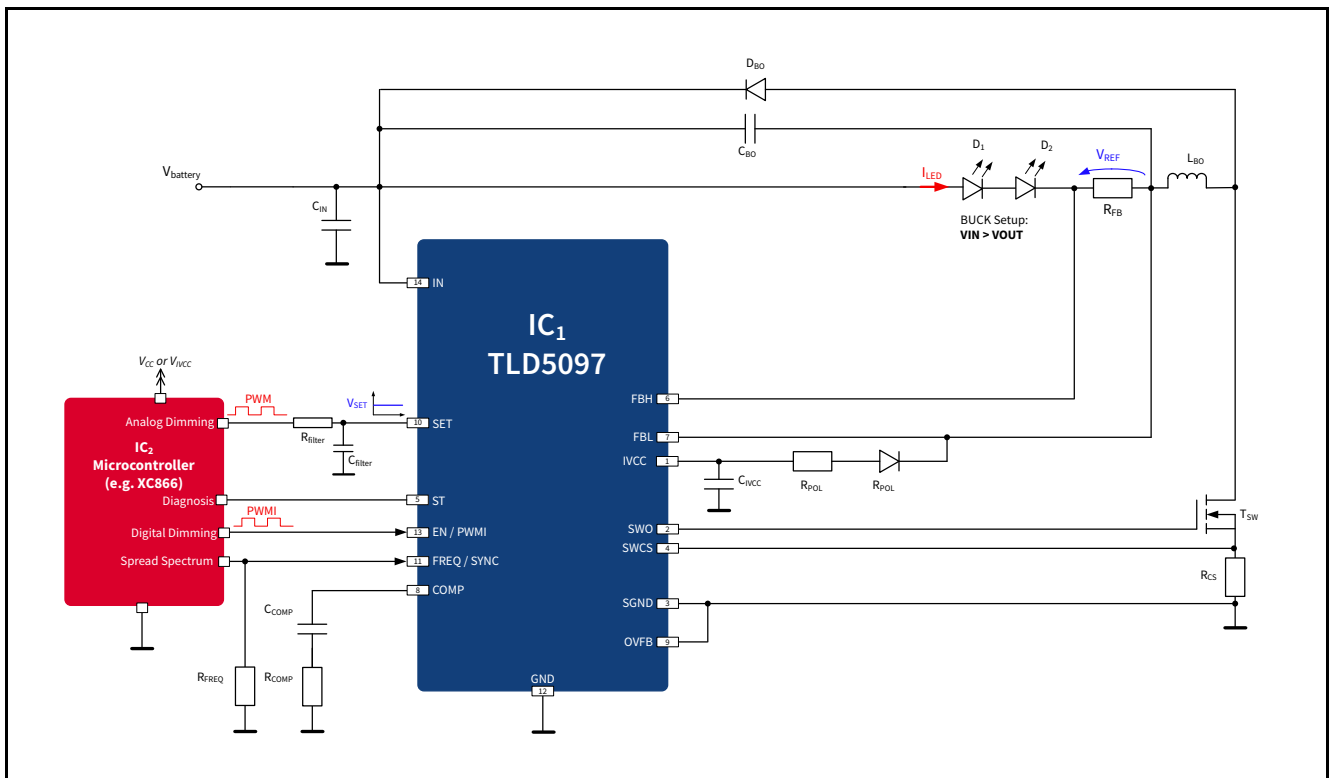 DBO
CBO
Vbattery
CIN
ILED
D1
D2
VREF
RFB
LBO
BUCK Setup:
VIN > VOUT
14
IN
IC1
TLD5097
VCC or VIVCC
PWM
VSET
Analog Dimming
Rfilter
10
SET
Cfilter
IC2
Microcontroller
(e.g. XC866)
Diagnosis
5
ST
PWMI
Digital Dimming
13
EN / PWMI
Spread Spectrum
11
FREQ / SYNC
8
COMP
CCOMP
RFREQ
RCOMP
FBH
6
FBL
7
IVCC
1
CIVCC
RPOL
RPOL
SWO
2
TSW
SWCS
4
RCS
SGND
3
OVFB
9
GND
12